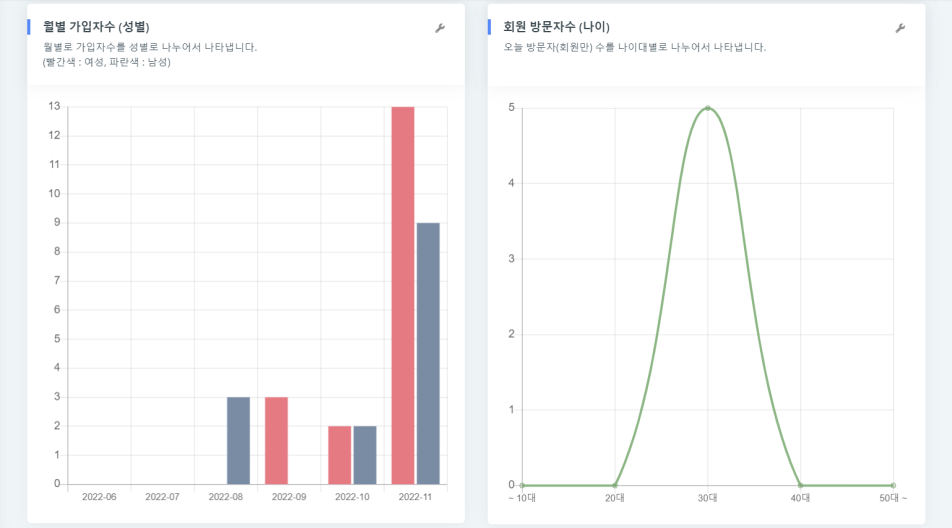 월별 가입자수 (성별)
월별로 가입자수를 성별로 나누어서 나타냅니다.
(빨간색 : 여성, 파란색 : 남성)
13
12
11
10
9
8
7
6
5
4
3
2
1
0
2022-06 2022-07 2022-08 2022-09 2022-10 2022-11
회원 방문자수 (나이)
오늘 방문자(회원만) 수를 나이대별로 나누어서 나타냅니다.
5
4
3
2
1
0
~ 10대 20대 30대 40대 50대 ~